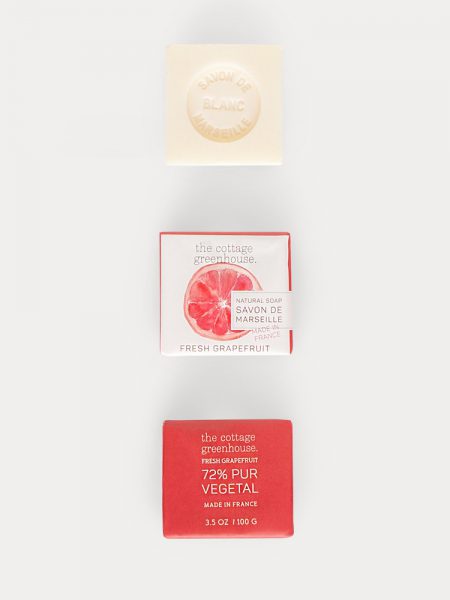 SAVON DE
BLANC
MARSEILLE
the cottage
greenhouse.
NATURAL SOAP
SAVON DE
MARSEILLE
MADE IN
FRANCE
FRESH GRAPEFRUIT
the cottage
greenhouse.
FRESH GRAPEFRUIT
72% PUR
VEGETAL
MADE IN FRANCE
3.5 OZ / 100 G